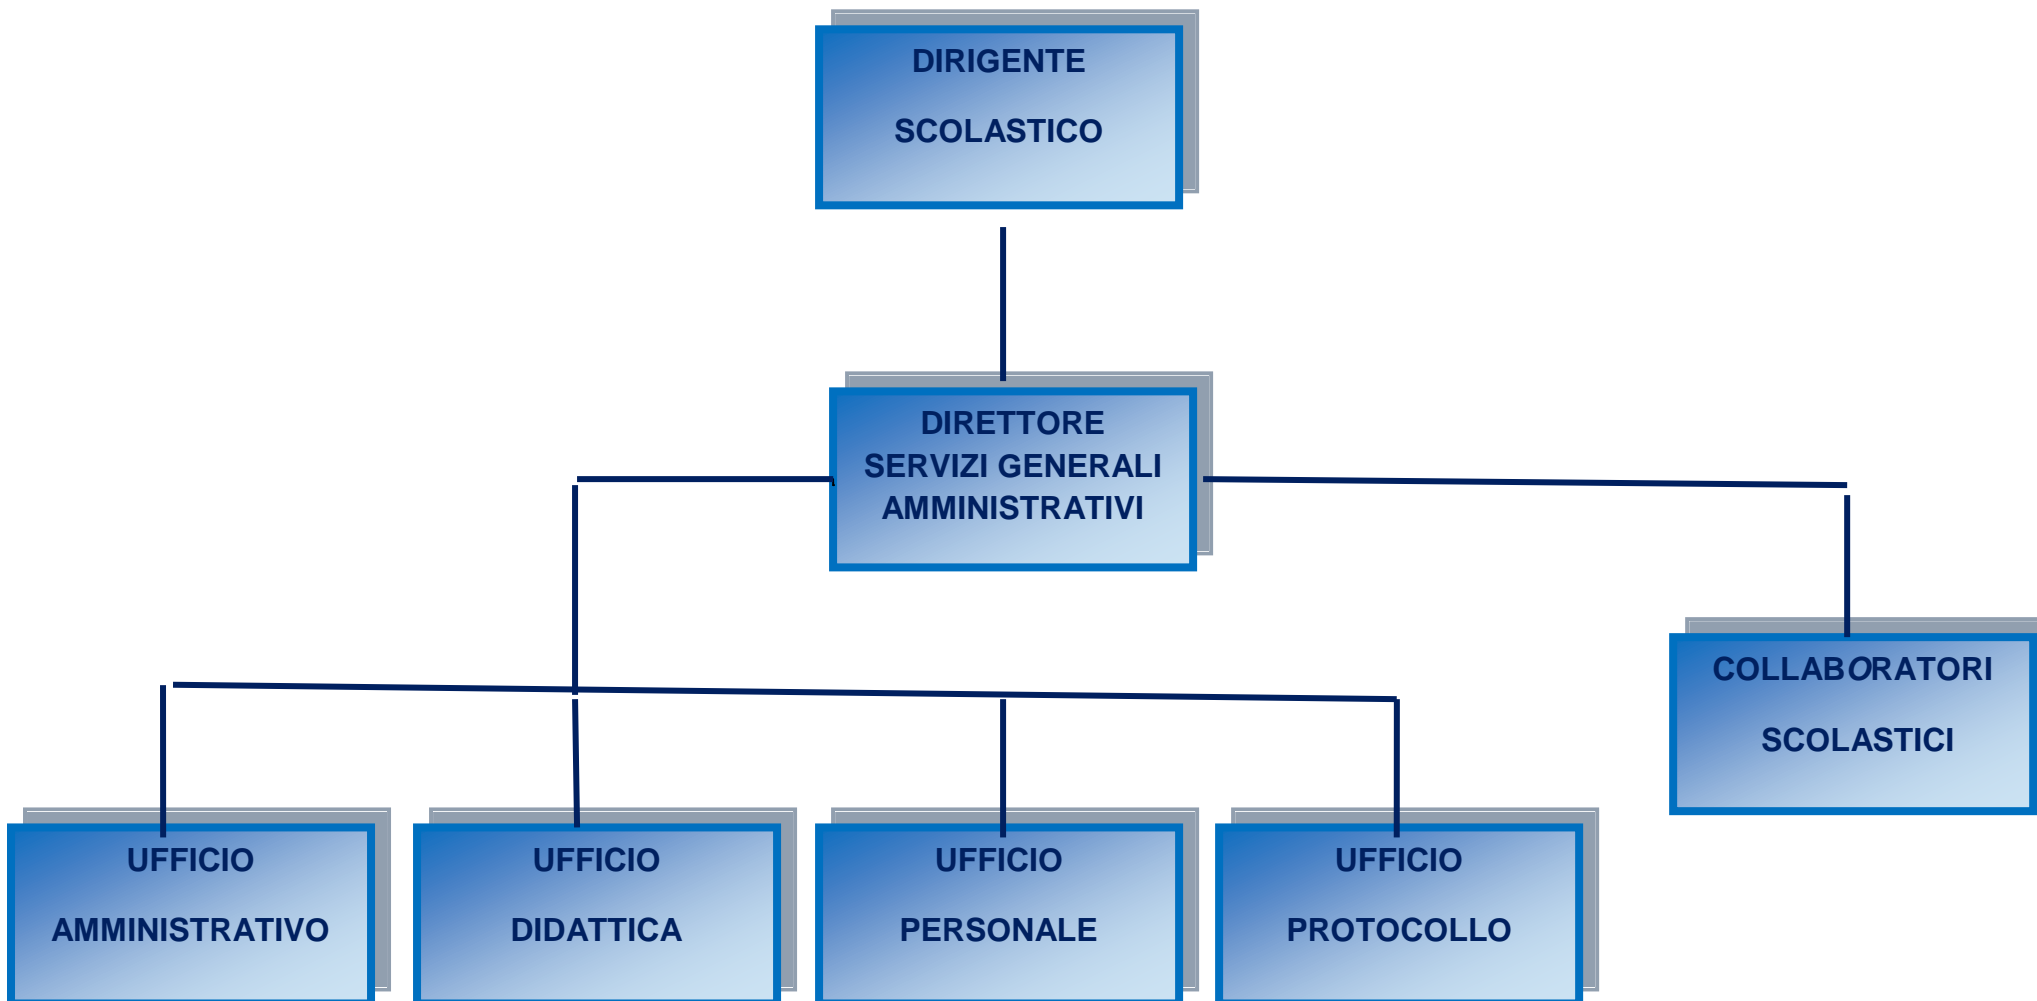 DIRIGENTE
SCOLASTICO
DIRETTORE
SERVIZI GENERALI
AMMINISTRATIVI
COLLABORATORI
SCOLASTICI
UFFICIO
AMMINISTRATIVO
UFFICIO
DIDATTICA
UFFICIO
PERSONALE
UFFICIO
PROTOCOLLO